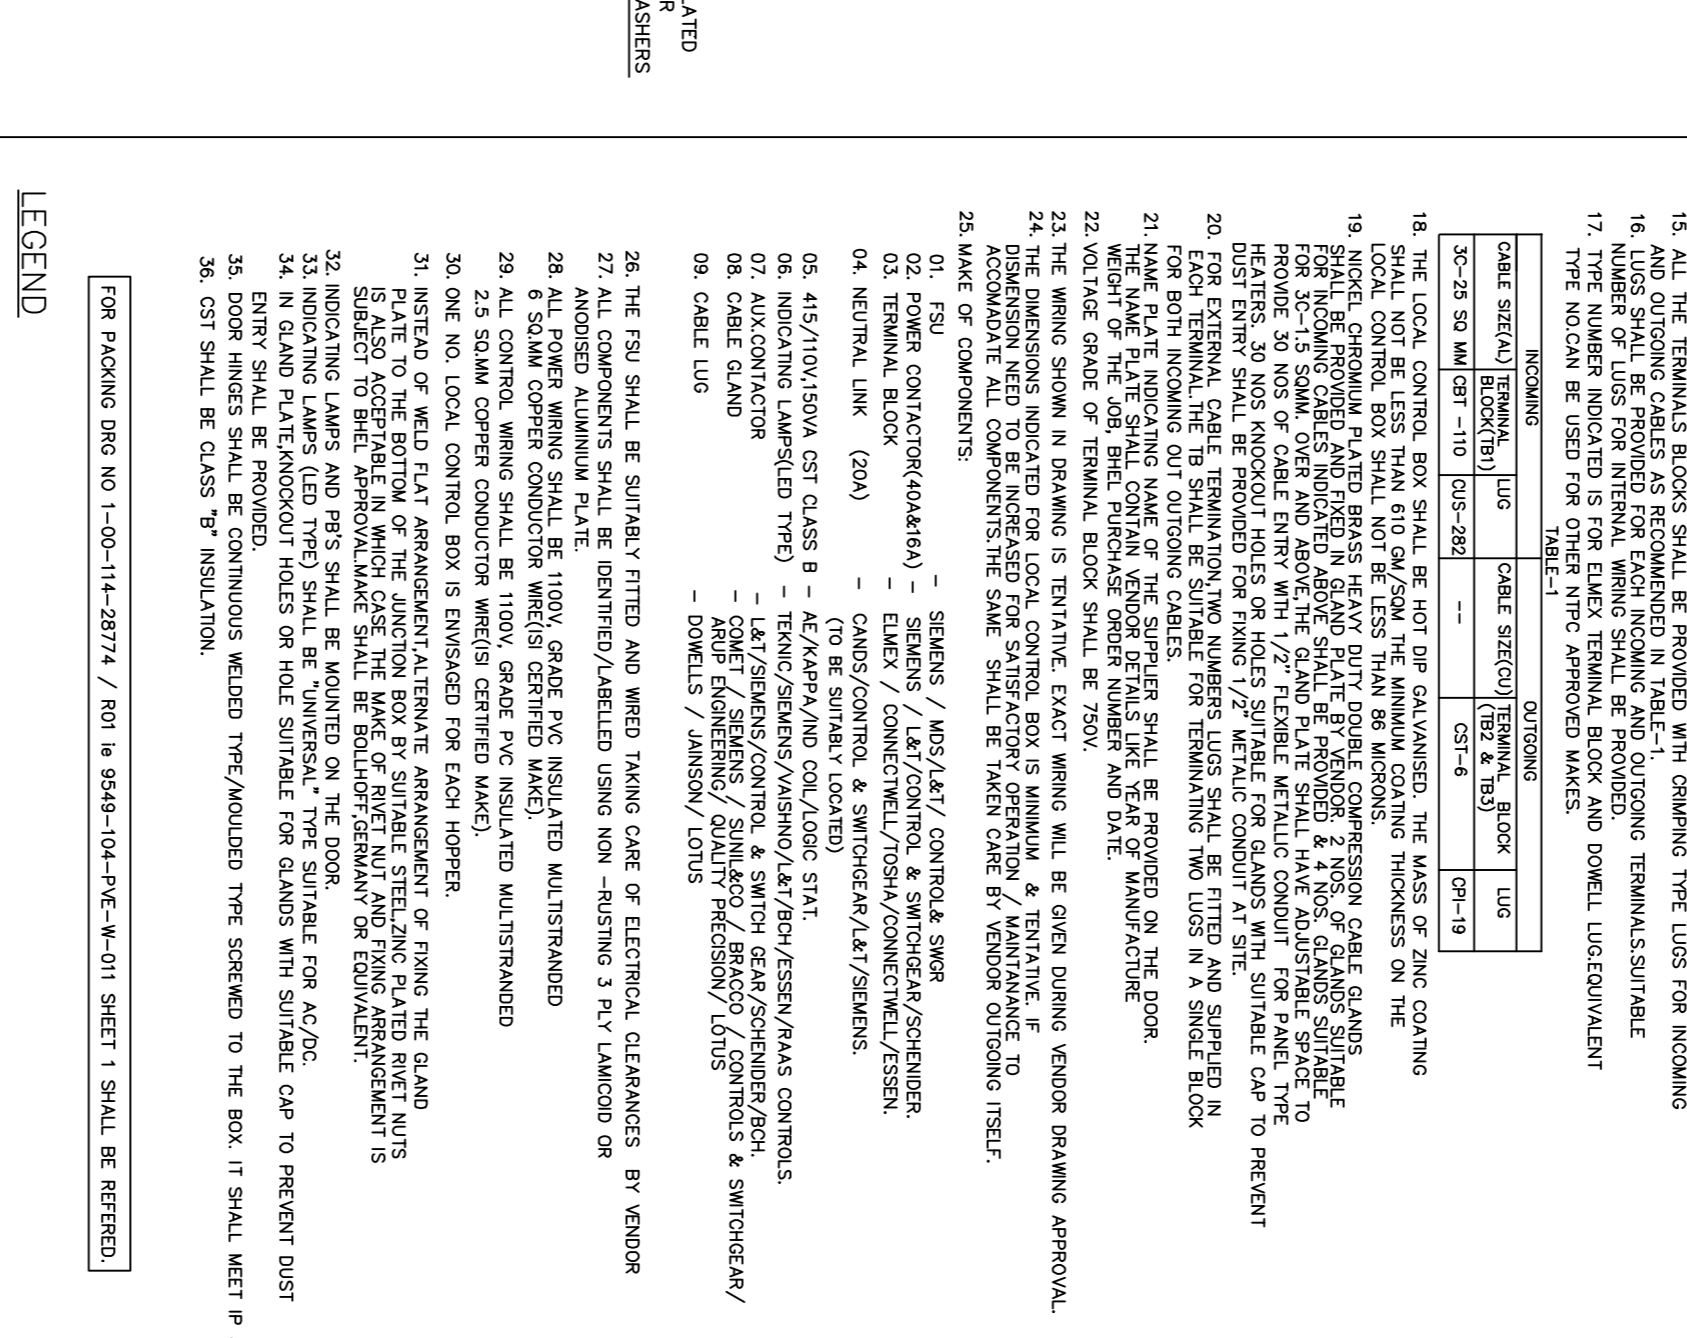 LATED
R
ASHERS
15. ALL THE TERMINALS BLOCKS SHALL BE PROVIDED WITH CRIMPING TYPE LUGS FOR INCOMING
AND OUTGOING CABLES AS RECOMMENDED IN TABLE-1.
16. LUGS SHALL BE PROVIDED FOR EACH INCOMING AND OUTGOING TERMINALS.SUITABLE
NUMBER OF LUGS FOR INTERNAL WIRING SHALL BE PROVIDED.
17. TYPE NUMBER INDICATED IS FOR ELMEX TERMINAL BLOCK AND DOWELL LUG.EQUIVALENT
TYPE NO.CAN BE USED FOR OTHER NTPC APPROVED MAKES.
TABLE-1
INCOMING OUTGOING
CABLE SIZE(AL) TERMINAL BLOCK(TB1) LUG CABLE SIZE(CU) TERMINAL BLOCK (TB2 & TB3) LUG
3C-25 SQ MM CBT -110 CUS-282 -- CST-6 CPI-19
18. THE LOCAL CONTROL BOX SHALL BE HOT DIP GALVANISED. THE MASS OF ZINC COATING
SHALL NOT BE LESS THAN 610 GM/SQM THE MINIMUM COATING THICKNESS ON THE
LOCAL CONTROL BOX SHALL NOT BE LESS THAN 86 MICRONS.
19. NICKEL CHROMIUM PLATED BRASS HEAVY DUTY DOUBLE COMPRESSION CABLE GLANDS
SHALL BE PROVIDED AND FIXED IN GLAND PLATE BY VENDOR. 2 NOS. OF GLANDS SUITABLE
FOR INCOMING CABLES INDICATED ABOVE SHALL BE PROVIDED & 4 NOS. GLANDS SUITABLE
FOR 3C-1.5 SQMM. OVER AND ABOVE,THE GLAND PLATE SHALL HAVE ADJUSTABLE SPACE TO
PROVIDE 30 NOS OF CABLE ENTRY WITH 1/2" FLEXIBLE METALLIC CONDUIT FOR PANEL TYPE
HEATERS. 30 NOS KNOCKOUT HOLES OR HOLES SUITABLE FOR GLANDS WITH SUITABLE CAP TO PREVENT
DUST ENTRY SHALL BE PROVIDED FOR FIXING 1/2" METALIC CONDUIT AT SITE.
20. FOR EXTERNAL CABLE TERMINATION,TWO NUMBERS LUGS SHALL BE FITTED AND SUPPLIED IN
EACH TERMINAL.THE TB SHALL BE SUITABLE FOR TERMINATING TWO LUGS IN A SINGLE BLOCK
FOR BOTH INCOMING OUT OUTGOING CABLES.
21. NAME PLATE INDICATING NAME OF THE SUPPLIER SHALL BE PROVIDED ON THE DOOR.
THE NAME PLATE SHALL CONTAIN VENDOR DETAILS LIKE YEAR OF MANUFACTURE
WEIGHT OF THE JOB, BHEL PURCHASE ORDER NUMBER AND DATE.
22. VOLTAGE GRADE OF TERMINAL BLOCK SHALL BE 750V.
23. THE WIRING SHOWN IN DRAWING IS TENTATIVE. EXACT WIRING WILL BE GIVEN DURING VENDOR DRAWING APPROVAL.
24. THE DIMENSIONS INDICATED FOR LOCAL CONTROL BOX IS MINIMUM & TENTATIVE. IF
DISMENSION NEED TO BE INCREASED FOR SATISFACTORY OPERATION / MAINTANANCE TO
ACCOMADATE ALL COMPONENTS.THE SAME SHALL BE TAKEN CARE BY VENDOR OUTGOING ITSELF.
25. MAKE OF COMPONENTS:
01. FSU - SIEMENS / MDS/L&T/ CONTROL& SWGR
02. POWER CONTACTOR(40A&16A) - SIEMENS / L&T/CONTROL & SWITCHGEAR/SCHENIDER.
03. TERMINAL BLOCK - ELMEX / CONNECTWELL/TOSHA/CONNECTWELL/ESSEN.
04. NEUTRAL LINK (20A) - CANDS/CONTROL & SWITCHGEAR/L&T/SIEMENS.
(TO BE SUITABLY LOCATED)
05. 415/110V,150VA CST CLASS B - AE/KAPPA/IND COIL/LOGIC STAT.
06. INDICATING LAMPS(LED TYPE) - TEKNIC/SIEMENS/VAISHNO/L&T/BCH/ESSEN/RAAS CONTROLS.
07. AUX.CONTACTOR - L&T/SIEMENS/CONTROL & SWITCH GEAR/SCHENIDER/BCH.
08. CABLE GLAND - COMET / SIEMENS / SUNIL&CO / BRACCO / CONTROLS & SWITCHGEAR/
ARUP ENGINEERING/ QUALITY PRECISION/ LOTUS
09. CABLE LUG - DOWELLS / JAINSON/ LOTUS
26. THE FSU SHALL BE SUITABLY FITTED AND WIRED TAKING CARE OF ELECTRICAL CLEARANCES BY VENDOR
27. ALL COMPONENTS SHALL BE IDENTIFIED/LABELLED USING NON -RUSTING 3 PLY LAMICOID OR
ANODISED ALUMINIUM PLATE.
28. ALL POWER WIRING SHALL BE 1100V, GRADE PVC INSULATED MULTISTRANDED
6 SQ.MM COPPER CONDUCTOR WIRE(ISI CERTIFIED MAKE).
29. ALL CONTROL WIRING SHALL BE 1100V, GRADE PVC INSULATED MULTISTRANDED
2.5 SQ.MM COPPER CONDUCTOR WIRE(ISI CERTIFIED MAKE).
30. ONE NO. LOCAL CONTROL BOX IS ENVISAGED FOR EACH HOPPER.
31. INSTEAD OF WELD FLAT ARRANGEMENT,ALTERNATE ARRANGEMENT OF FIXING THE GLAND
PLATE TO THE BOTTOM OF THE JUNCTION BOX BY SUITABLE STEEL,ZINC PLATED RIVET NUTS
IS ALSO ACCEPTABLE IN WHICH CASE THE MAKE OF RIVET NUT AND FIXING ARRANGEMENT IS
SUBJECT TO BHEL APPROVAL.MAKE SHALL BE BOLLHOFF,GERMANY OR EQUIVALENT.
32. INDICATING LAMPS AND PB'S SHALL BE MOUNTED ON THE DOOR.
33. INDICATING LAMPS (LED TYPE) SHALL BE "UNIVERSAL" TYPE SUITABLE FOR AC/DC.
34. IN GLAND PLATE,KNOCKOUT HOLES OR HOLE SUITABLE FOR GLANDS WITH SUITABLE CAP TO PREVENT DUST
ENTRY SHALL BE PROVIDED.
35. DOOR HINGES SHALL BE CONTINUOUS WELDED TYPE/MOULDED TYPE SCREWED TO THE BOX. IT SHALL MEET IP
36. CST SHALL BE CLASS "B" INSULATION.
FOR PACKING DRG NO 1-00-114-28774 / R01 ie 9549-104-PVE-W-011 SHEET 1 SHALL BE REFERRED.
LEGEND